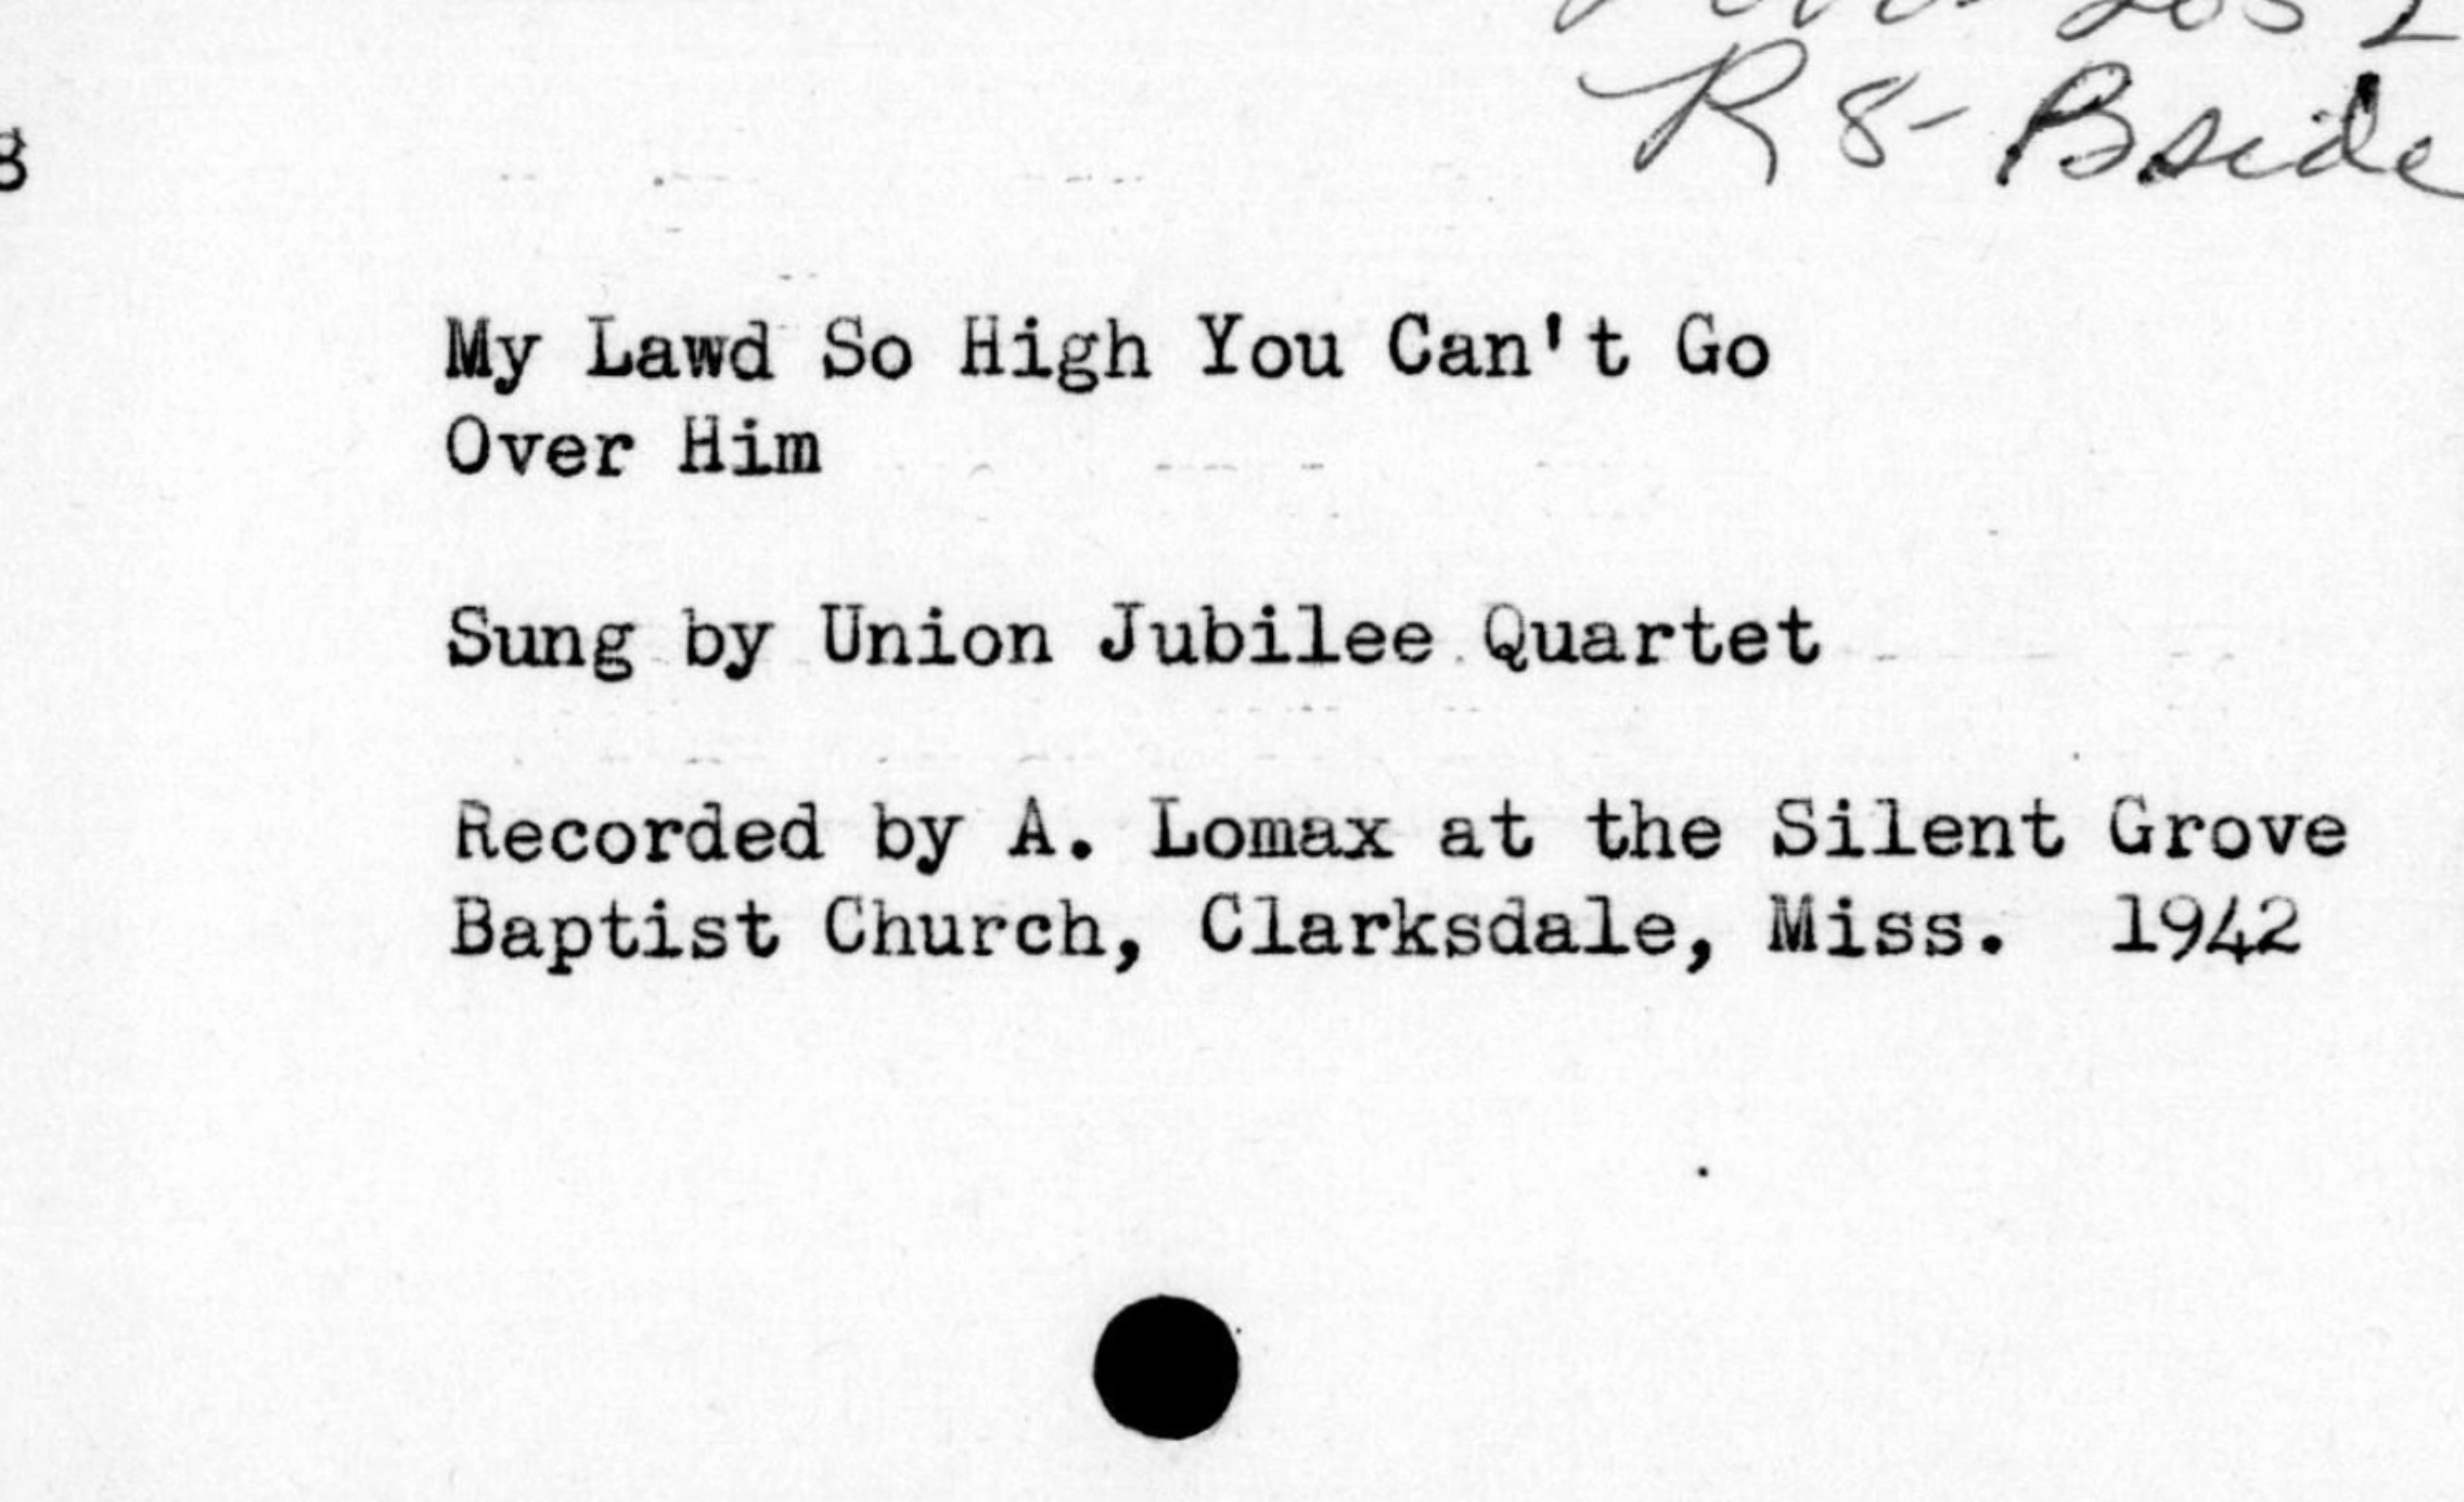 R8- B side
8
My Lawd So High You Can't Go
Over Him
Sung by Union Jubilee Quartet
Recorded by A. Lomax at the Silent Grove
Baptist Church, Clarksdale, Miss. 1942